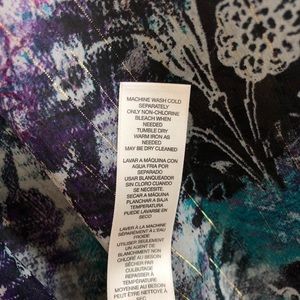 MACHINE WASH COLD
SEPARATELY
ONLY NON-CHLORINE
BLEACH WHEN
NEEDED
TUMBLE DRY
WARM IRON AS
NEEDED
MAY BE DRY CLEANED
LAVAR A MÁQUINA CON
AGUA FRIA POR
SEPARADO
USAR BLANQUEADOR
SIN CLORO CUANDO
SE NECESITE.
SECAR A MÁQUINA
PLANCHAR A BAJA
TEMPERATURA
PUEDE LAVARSE EN
SECO
LAVER À LA MACHINE
SÉPARÉMENT À L'EAU
FROIDE
UTILISER SEULEMENT
UN AGENT DE
BLANCHIMENT NON
CHLORÉ AU BESOIN
SÉCHER PAR
CULBUTAGE
REPASSER À
TEMPÉRATURE
MOYENNE AU BESOIN
PEUT ÊTRE NETTOYÉ À